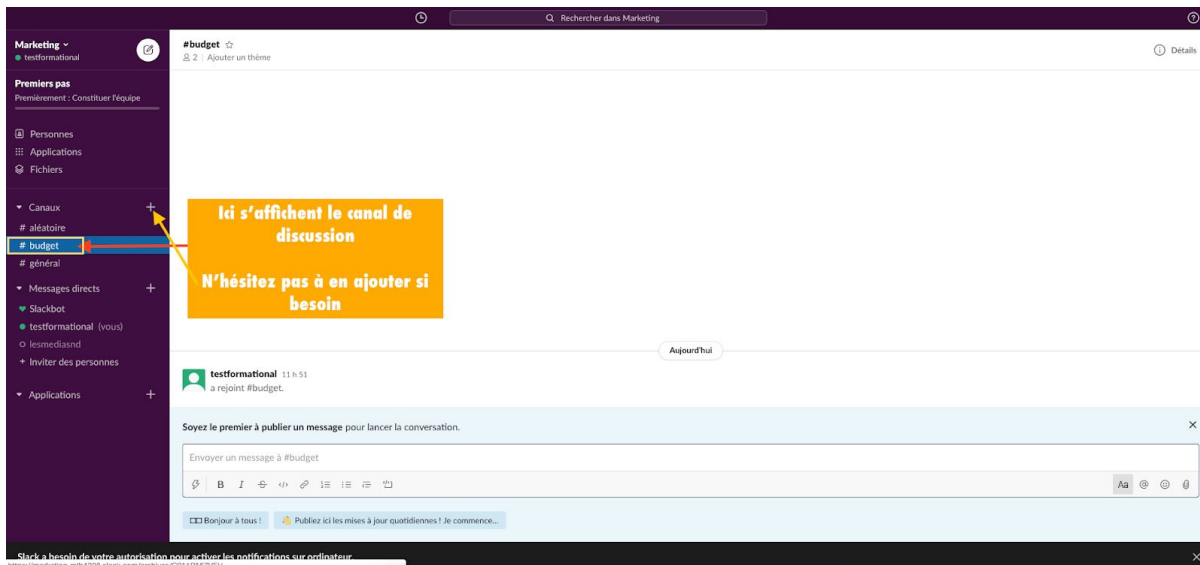 Rechercher dans Marketing
Marketing
testformational
#budget
2 | Ajouter un thème
Détails
Premiers pas
Premièrement : Constituer l'équipe
Personnes
Applications
Fichiers
Canaux
# aléatoire
# budget
# général
Messages directs
Slackbot
testformational (vous)
lesmediasnd
+ Inviter des personnes
Applications
Ici s'affichent le canal de
discussion
N'hésitez pas à en ajouter si
besoin
Aujourd'hui
testformational 11 h 51
a rejoint #budget.
Soyez le premier à publier un message pour lancer la conversation.
Envoyer un message à #budget
B I S Aa @
Bonjour à tous !
Publiez ici les mises à jour quotidiennes ! Je commence...
Slack a besoin de votre autorisation pour activer les notifications sur ordinateur.